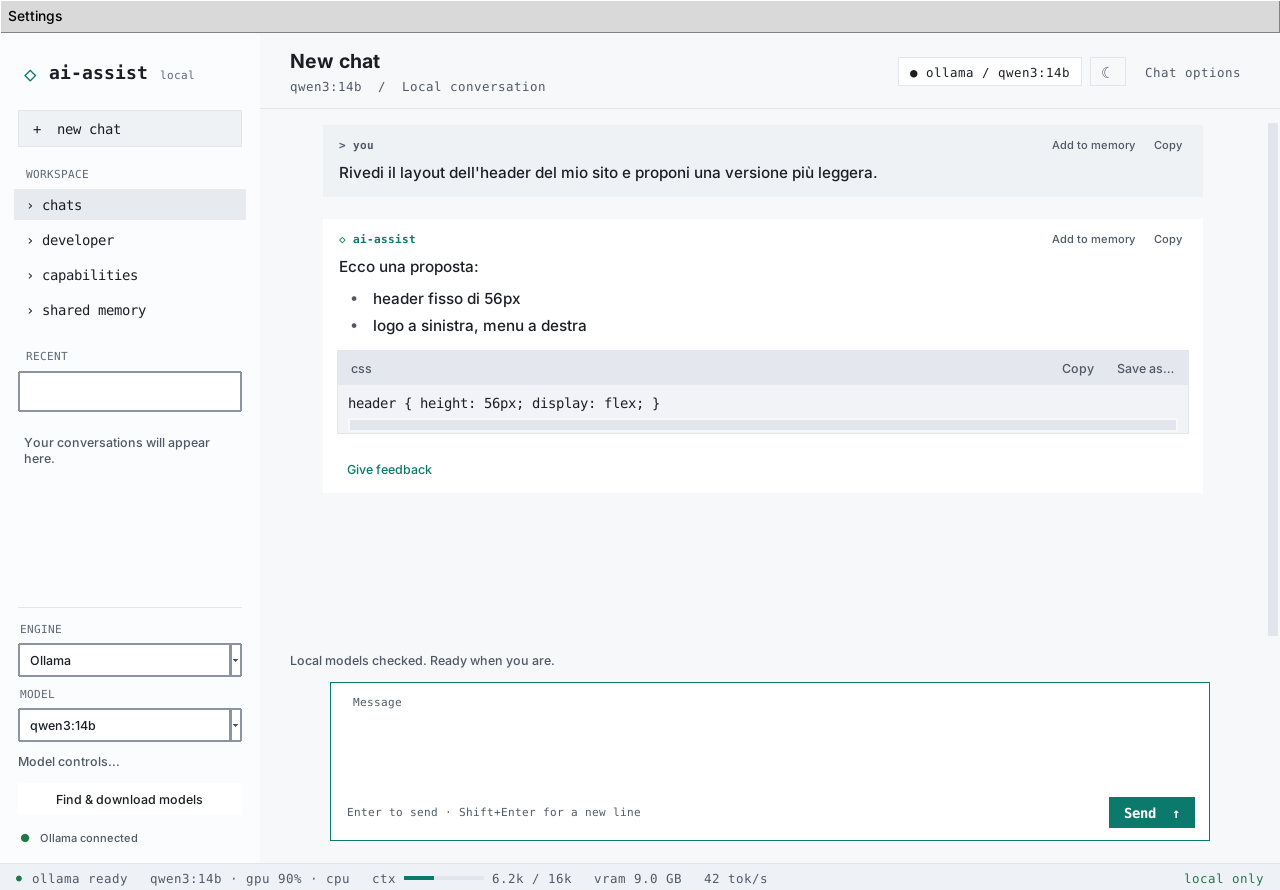 Settings
◇ ai-assist local
+ new chat
WORKSPACE
› chats
› developer
› capabilities
› shared memory
RECENT
Your conversations will appear
here.
ENGINE
Ollama
MODEL
qwen3:14b
Model controls...
Find & download models
● Ollama connected
New chat
qwen3:14b / Local conversation
● ollama / qwen3:14b ☾ Chat options
> you Add to memory Copy
Rivedi il layout dell'header del mio sito e proponi una versione più leggera.
◇ ai-assist Add to memory Copy
Ecco una proposta:
• header fisso di 56px
• logo a sinistra, menu a destra
css Copy Save as...
header { height: 56px; display: flex; }
Give feedback
Local models checked. Ready when you are.
Message
Enter to send · Shift+Enter for a new line
Send ↑
● ollama ready qwen3:14b · gpu 90% · cpu ctx 6.2k / 16k vram 9.0 GB 42 tok/s local only